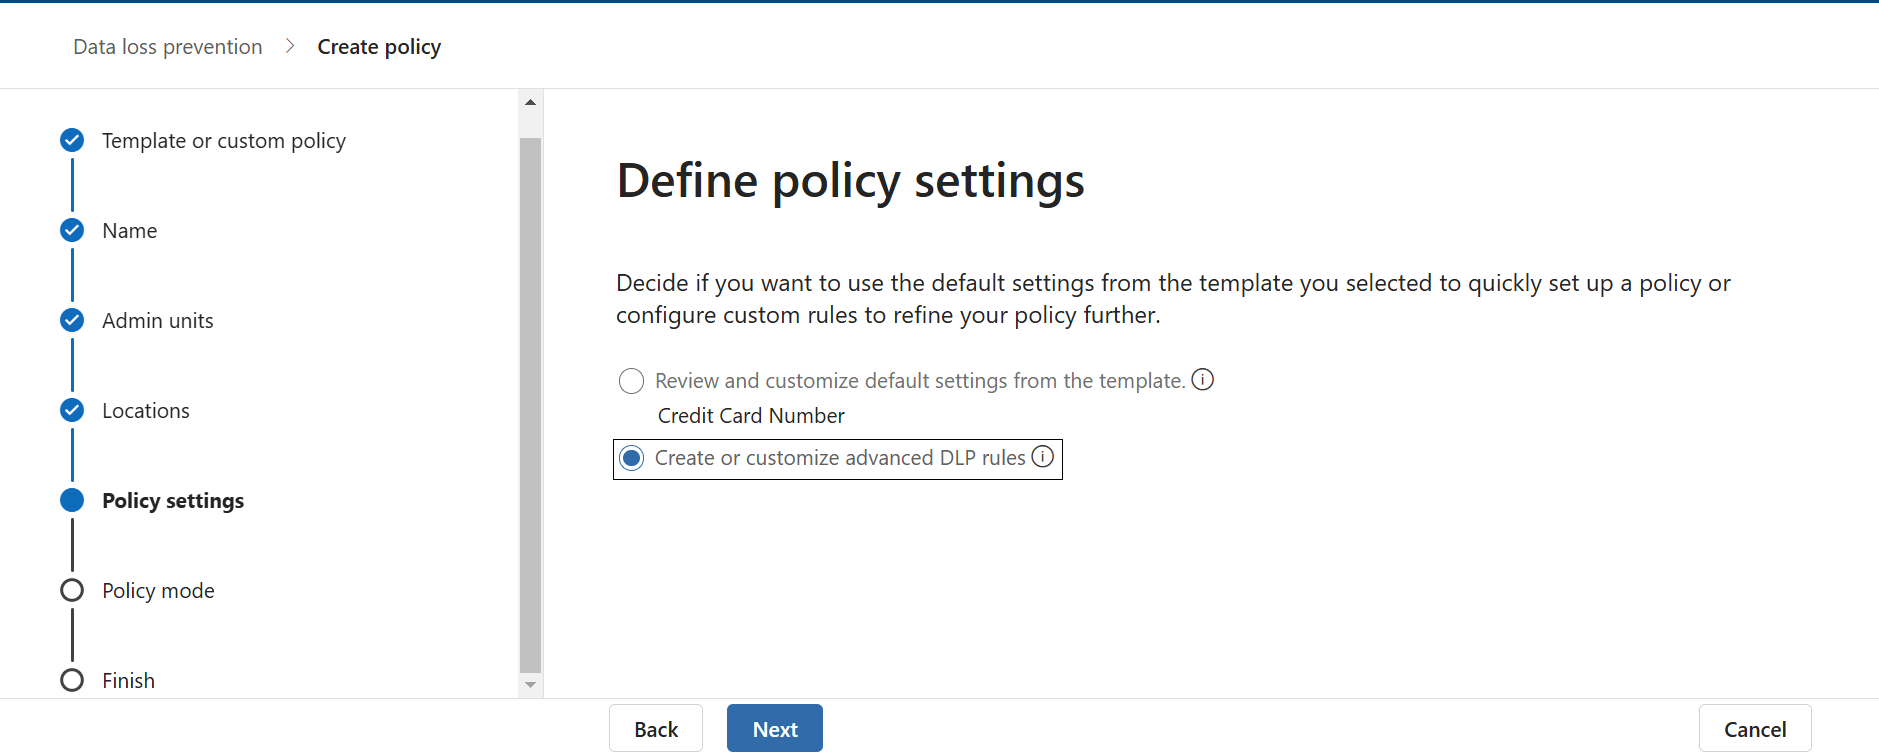 Data loss prevention > Create policy
Template or custom policy
Name
Admin units
Locations
Policy settings
Policy mode
Finish
Define policy settings
Decide if you want to use the default settings from the template you selected to quickly set up a policy or
configure custom rules to refine your policy further.
Review and customize default settings from the template.
Credit Card Number
Create or customize advanced DLP rules
Back
Next
Cancel